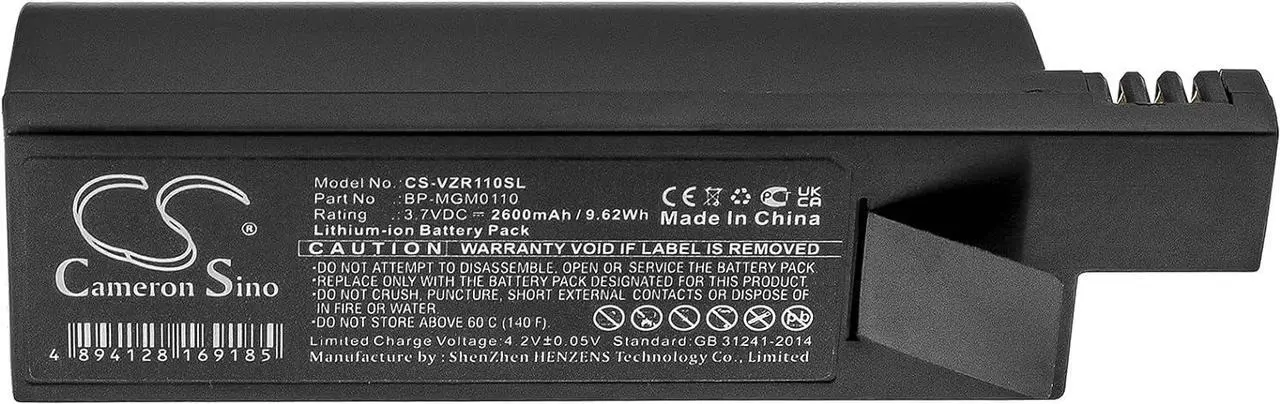 CS ®
Cameron Sino
4 894128 169185
Model No.: CS-VZR110SL
Part No : BP-MGM0110
Rating : 3.7VDC ⎓ 2600mAh / 9.62Wh
Lithium-ion Battery Pack
CE UKCA
Made In China
CAUTION WARRANTY VOID IF LABEL IS REMOVED
·DO NOT ATTEMPT TO DISASSEMBLE, OPEN OR SERVICE THE BATTERY PACK.
·REPLACE ONLY WITH THE BATTERY PACK DESIGNATED FOR THIS PRODUCT.
·DO NOT CRUSH, PUNCTURE, SHORT EXTERNAL CONTACTS OR DISPOSE OF
IN FIRE OR WATER.
·DO NOT STORE ABOVE 60 C (140 F).
Pb
Limited Charge Voltage:4.2V±0.05V Standard:GB 31241-2014
Manufacture by : ShenZhen HENZENS Technology Co., Limited